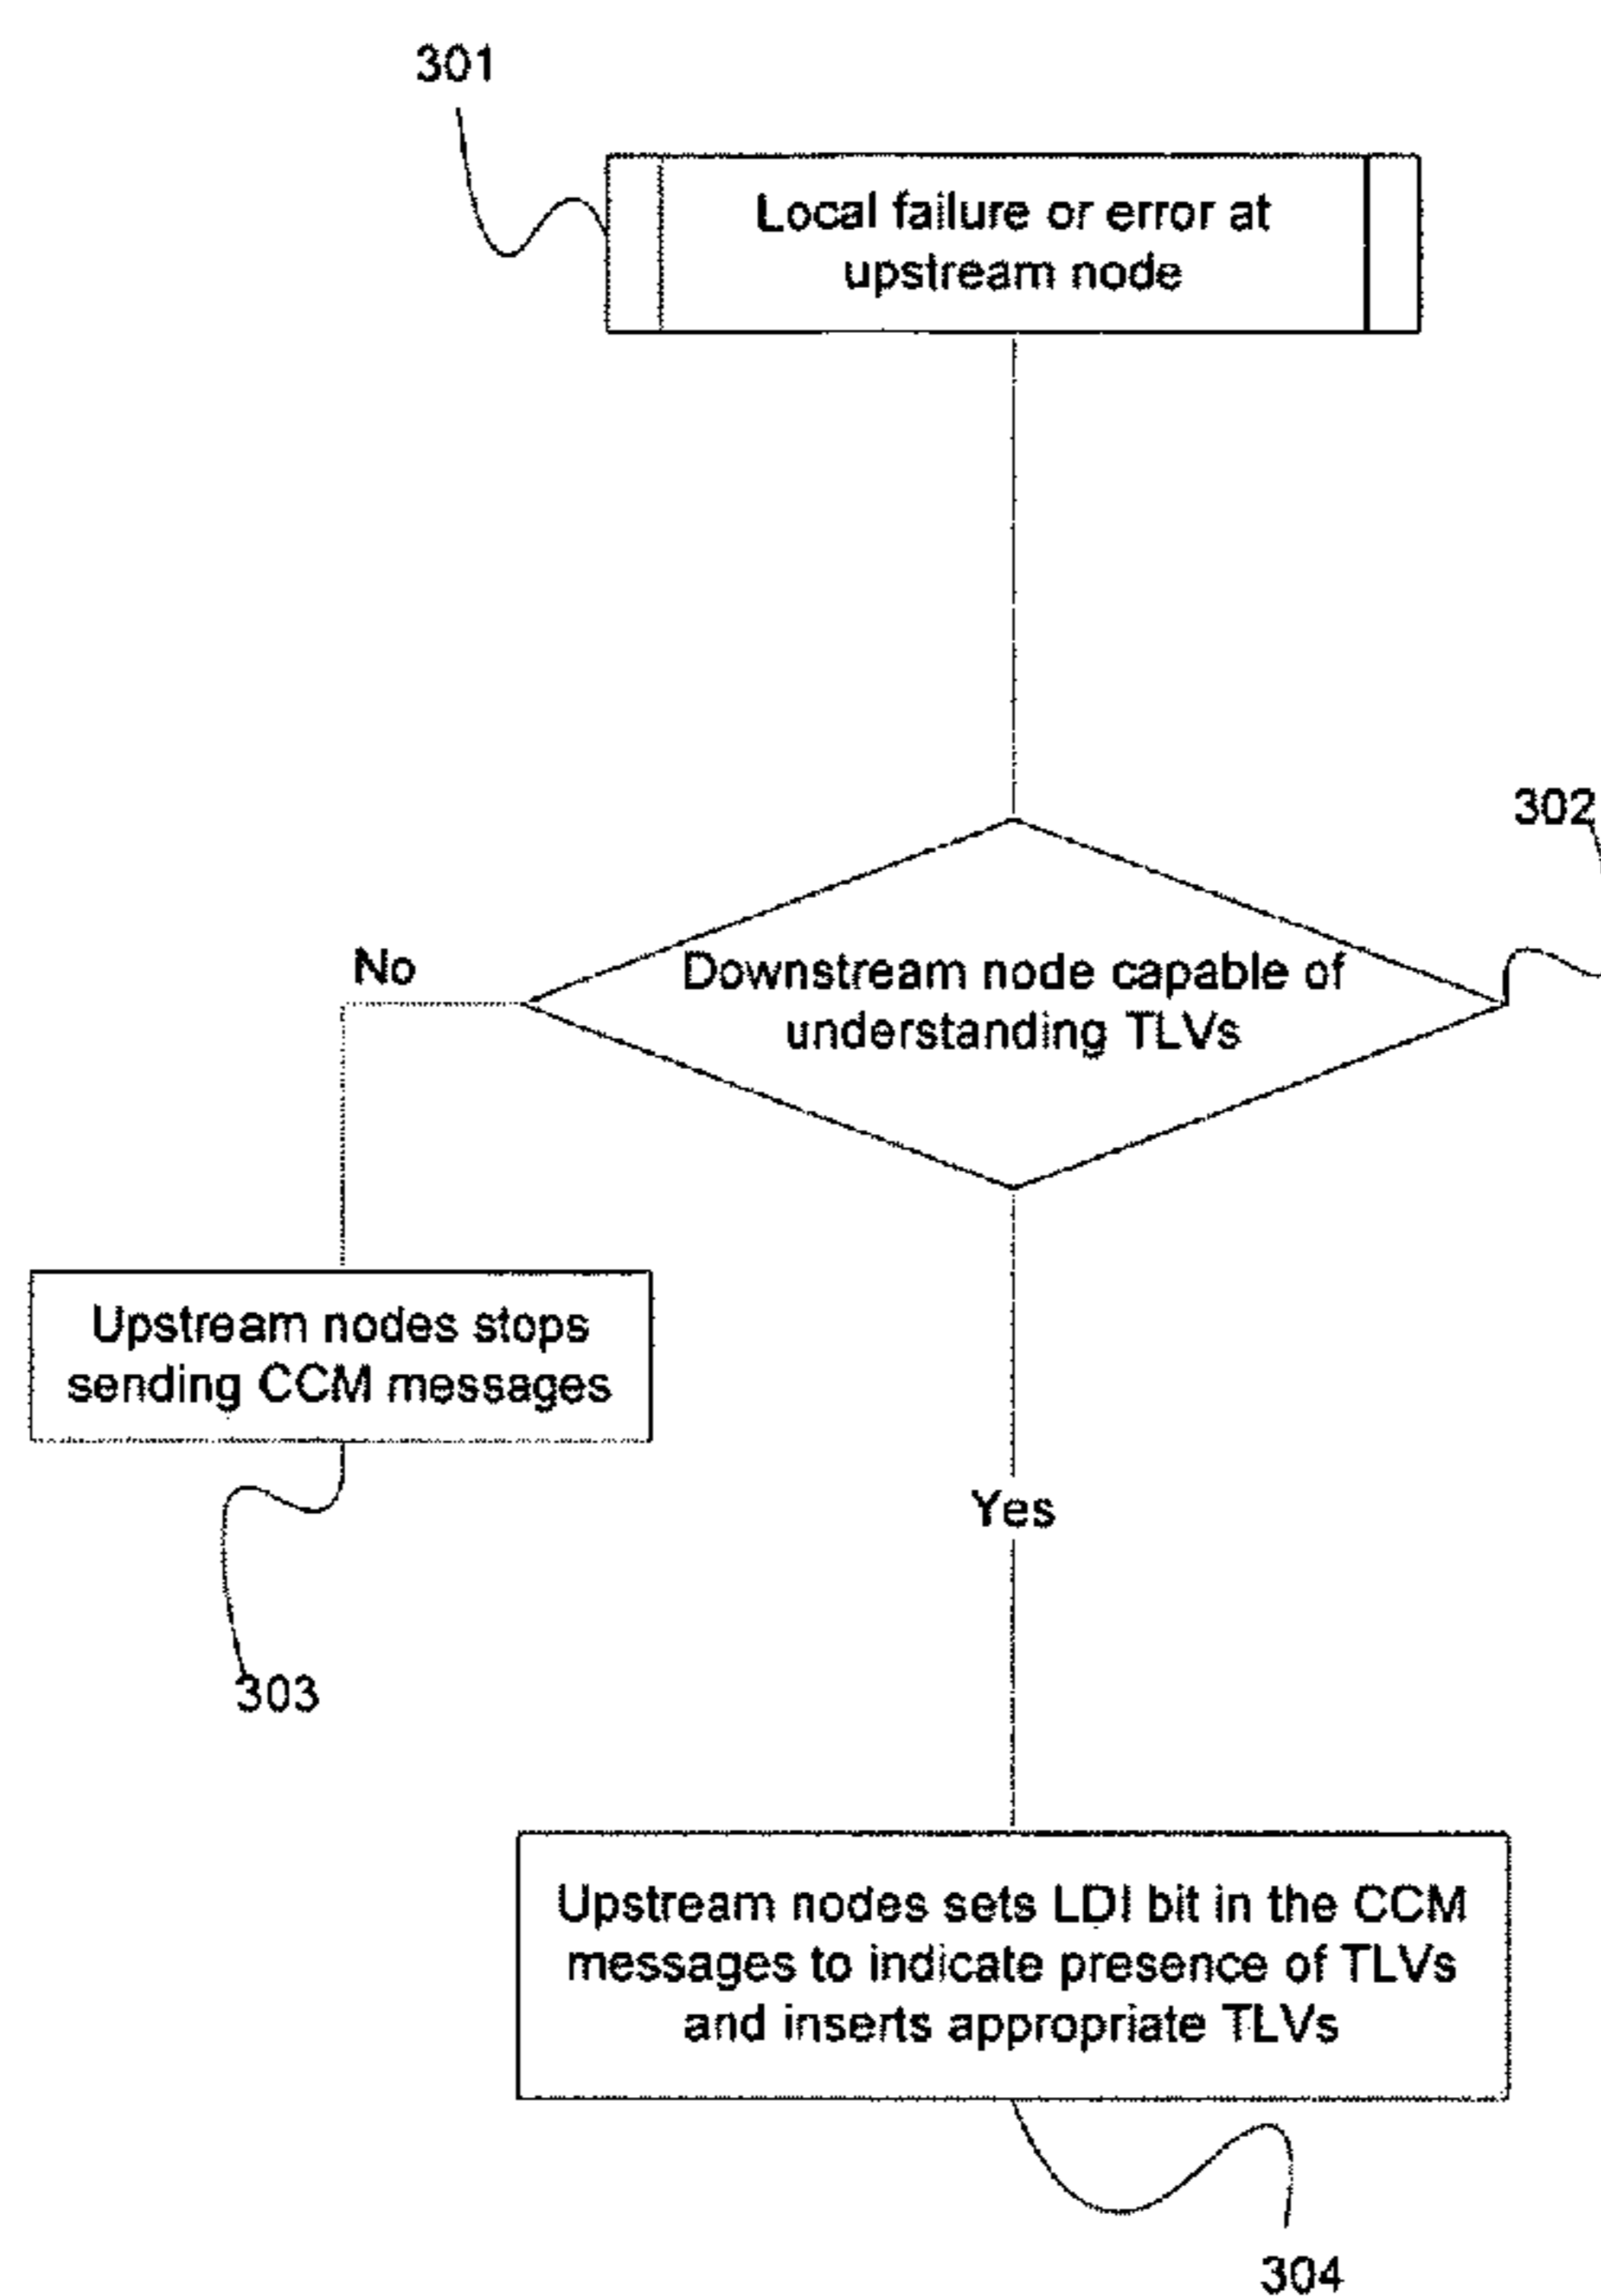 301
Local failure or error at
upstream node
302
No
Downstream node capable of
understanding TLVs
Upstream nodes stops
sending CCM messages
Yes
303
Upstream nodes sets LDI bit in the CCM
messages to indicate presence of TLVs
and inserts appropriate TLVs
304